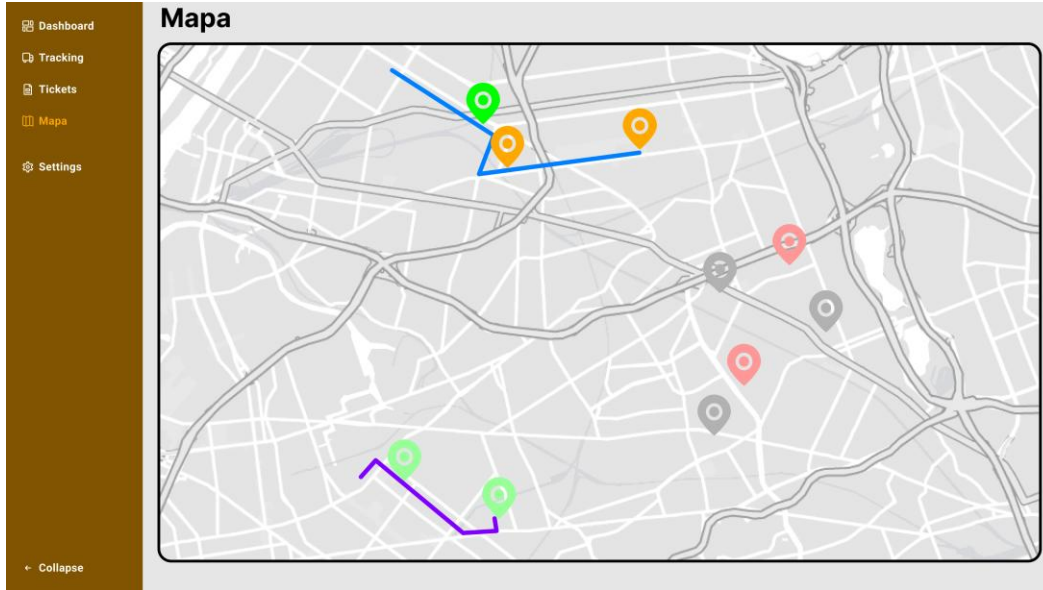 Dashboard
Tracking
Tickets
Mapa
Settings
← Collapse
Mapa